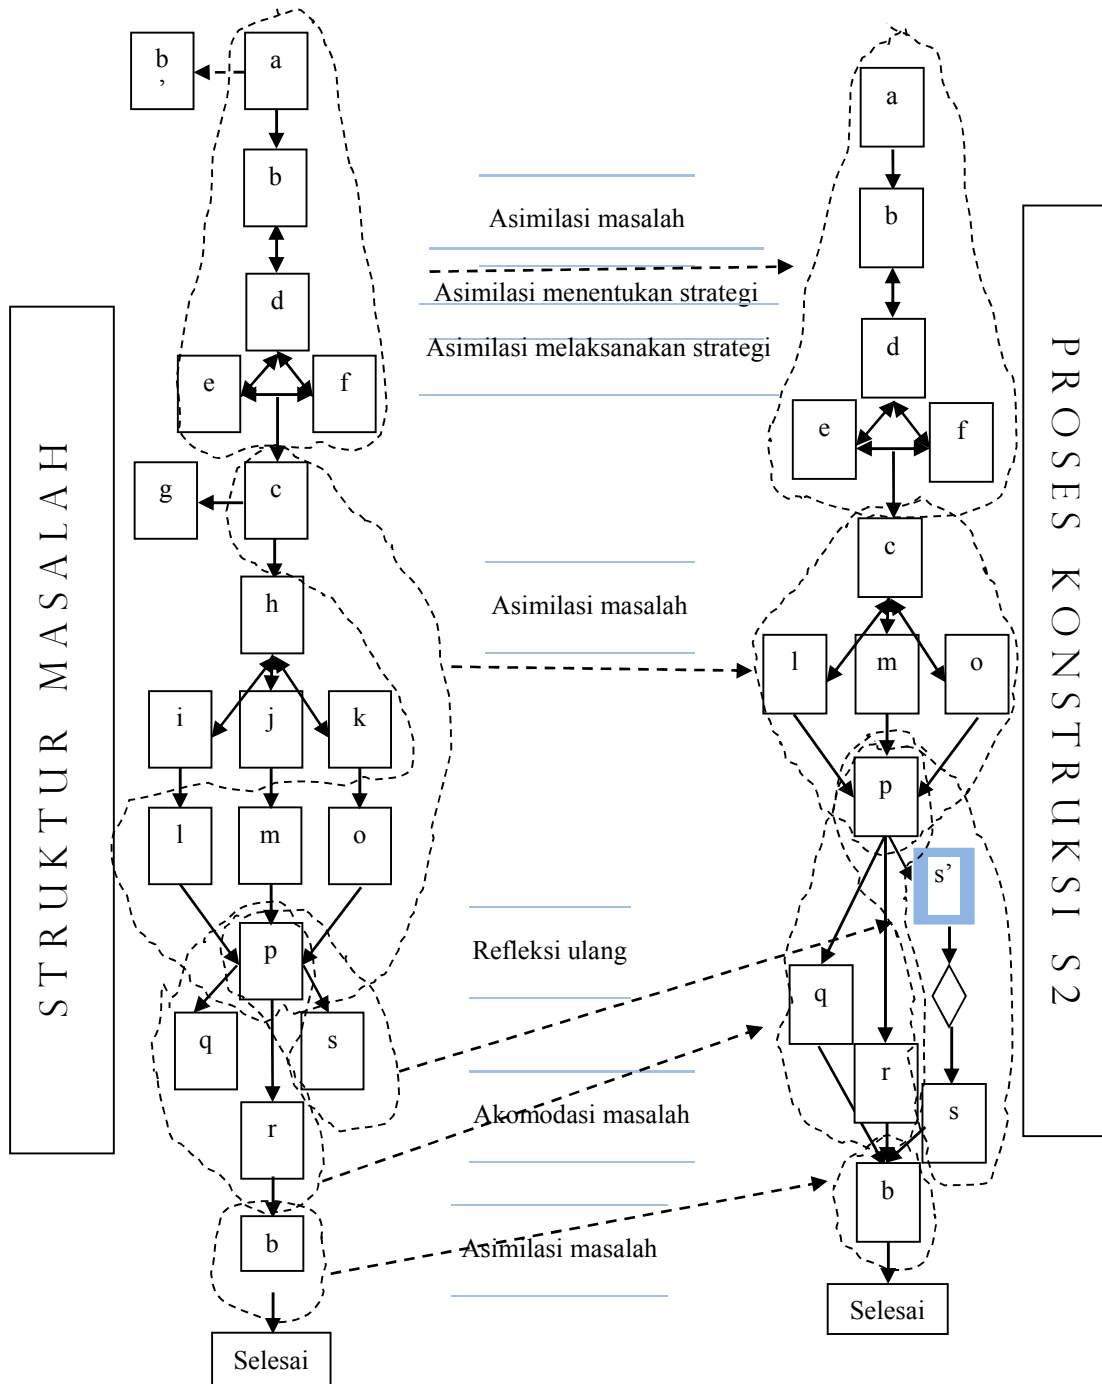 b
’
a
a
b
b
Asimilasi masalah
d
Asimilasi menentukan strategi
d
Asimilasi melaksanakan strategi
e
f
e
f
STRUKTUR MASALAH
PROSES KONSTRUKSI S2
g
c
c
h
Asimilasi masalah
l
m
o
i
j
k
p
l
m
o
s’
p
Refleksi ulang
q
q
s
r
Akomodasi masalah
s
r
b
b
Asimilasi masalah
Selesai
Selesai